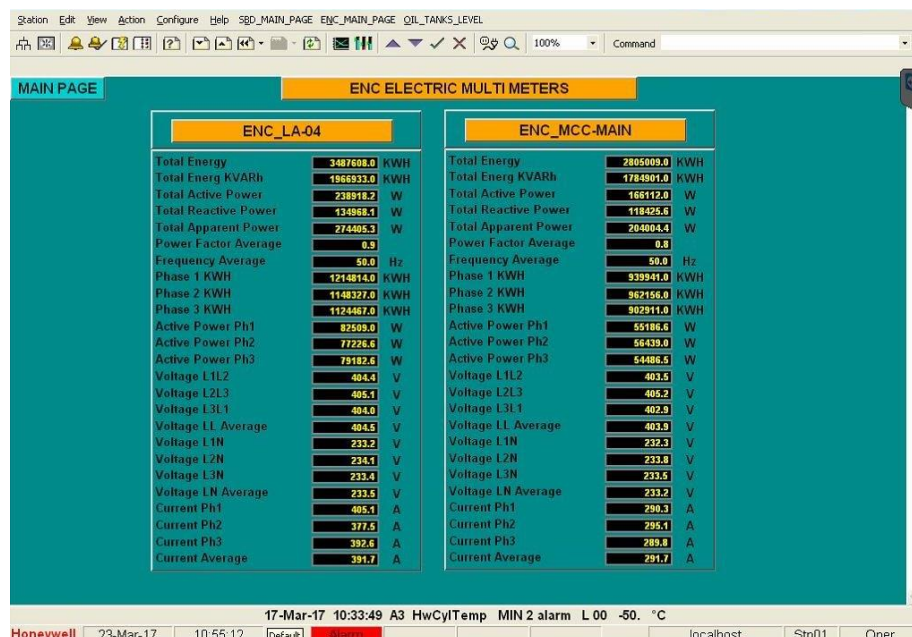 Station Edit View Action Configure Help SBD_MAIN_PAGE ENC_MAIN_PAGE OIL_TANKS_LEVEL
100% Command
MAIN PAGE
ENC ELECTRIC MULTI METERS
ENC_LA-04
Total Energy 3487608.0 KWH
Total Energ KVARh 1966933.0 KWH
Total Active Power 238918.2 W
Total Reactive Power 134968.1 W
Total Apparent Power 274405.3 W
Power Factor Average 0.9
Frequency Average 50.0 Hz
Phase 1 KWH 1214814.0 KWH
Phase 2 KWH 1148327.0 KWH
Phase 3 KWH 1124467.0 KWH
Active Power Ph1 82509.0 W
Active Power Ph2 77226.6 W
Active Power Ph3 79182.6 W
Voltage L1L2 404.4 V
Voltage L2L3 405.1 V
Voltage L3L1 404.0 V
Voltage LL Average 404.5 V
Voltage L1N 233.2 V
Voltage L2N 234.1 V
Voltage L3N 233.4 V
Voltage LN Average 233.5 V
Current Ph1 405.1 A
Current Ph2 377.5 A
Current Ph3 392.6 A
Current Average 391.7 A
ENC_MCC-MAIN
Total Energy 2805009.0 KWH
Total Energ KVARh 1784901.0 KWH
Total Active Power 166112.0 W
Total Reactive Power 118425.6 W
Total Apparent Power 204004.4 W
Power Factor Average 0.8
Frequency Average 50.0 Hz
Phase 1 KWH 939941.0 KWH
Phase 2 KWH 962156.0 KWH
Phase 3 KWH 902911.0 KWH
Active Power Ph1 55186.6 W
Active Power Ph2 56439.0 W
Active Power Ph3 54486.5 W
Voltage L1L2 403.5 V
Voltage L2L3 405.2 V
Voltage L3L1 402.9 V
Voltage LL Average 403.9 V
Voltage L1N 232.3 V
Voltage L2N 233.8 V
Voltage L3N 233.5 V
Voltage LN Average 233.2 V
Current Ph1 290.3 A
Current Ph2 295.1 A
Current Ph3 289.8 A
Current Average 291.7 A
17-Mar-17 10:33:49 A3 HwCylTemp MIN 2 alarm L 00 -50. °C
Honeywell 23-Mar-17 10:55:12 Default Alarm localhost Stn01 Oper